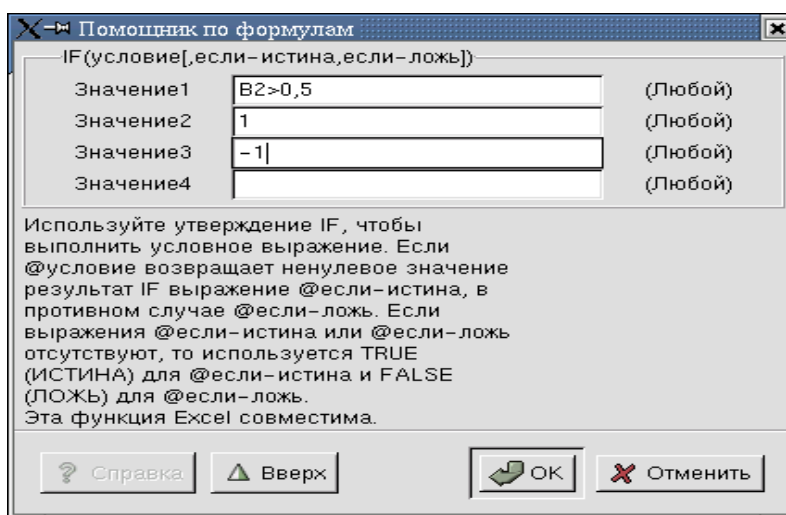 Помощник по формулам
IF(условие[,если-истина,если-ложь])
Значение1 B2>0,5 (Любой)
Значение2 1 (Любой)
Значение3 -1 (Любой)
Значение4 (Любой)
Используйте утверждение IF, чтобы
выполнить условное выражение. Если
@условие возвращает ненулевое значение
результат IF выражение @если-истина, в
противном случае @если-ложь. Если
выражения @если-истина или @если-ложь
отсутствуют, то используется TRUE
(ИСТИНА) для @если-истина и FALSE
(ЛОЖЬ) для @если-ложь.
Эта функция Excel совместима.
? Справка Вверх OK Отменить